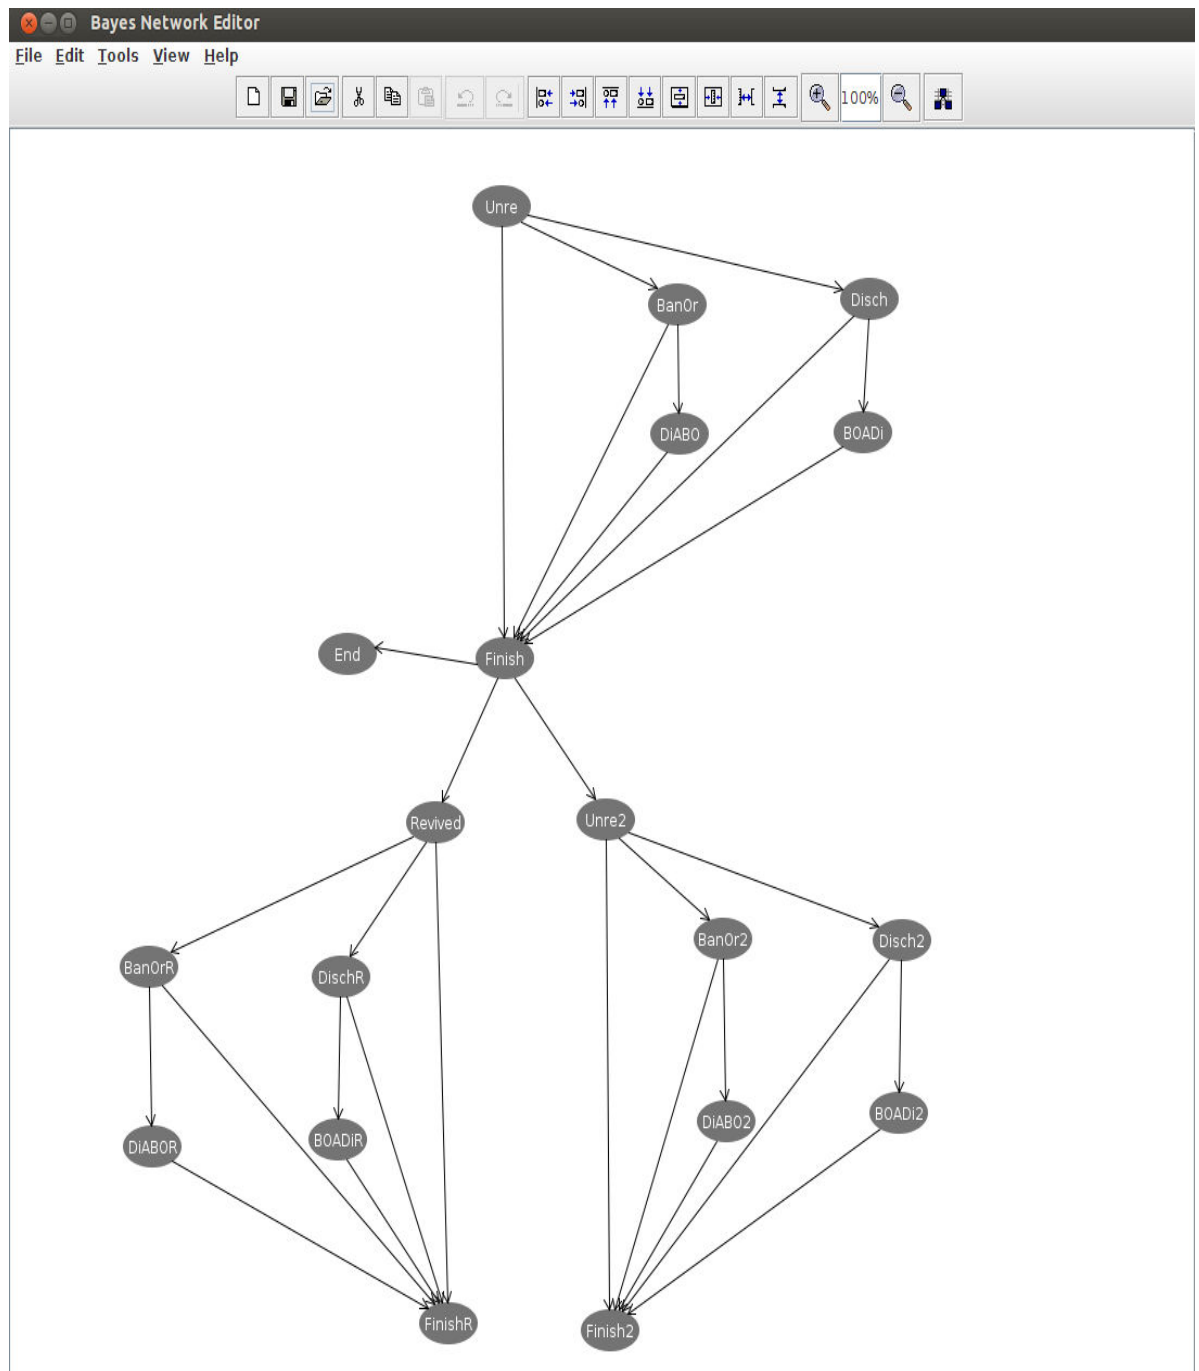 Bayes Network Editor
File Edit Tools View Help
100%
Unre
BanOr
Disch
DiABO
BOADi
End
Finish
Revived
Unre2
BanOrR
DischR
BanOr2
Disch2
DiABOR
BOADiR
DiABO2
BOADi2
FinishR
Finish2